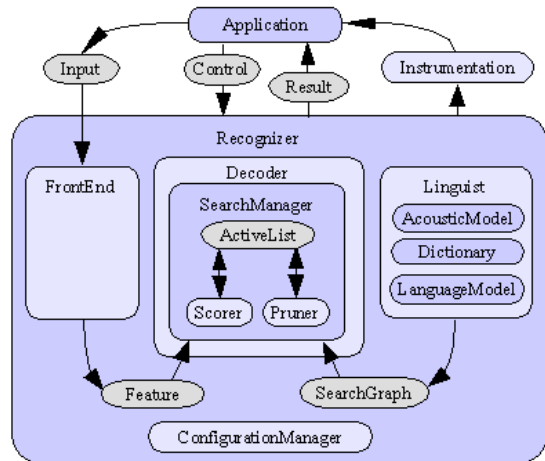 Application
Input
Control
Result
Instrumentation
Recognizer
FrontEnd
Decoder
Linguist
SearchManager
ActiveList
AcousticModel
Dictionary
LanguageModel
Scorer
Pruner
Feature
SearchGraph
ConfigurationManager